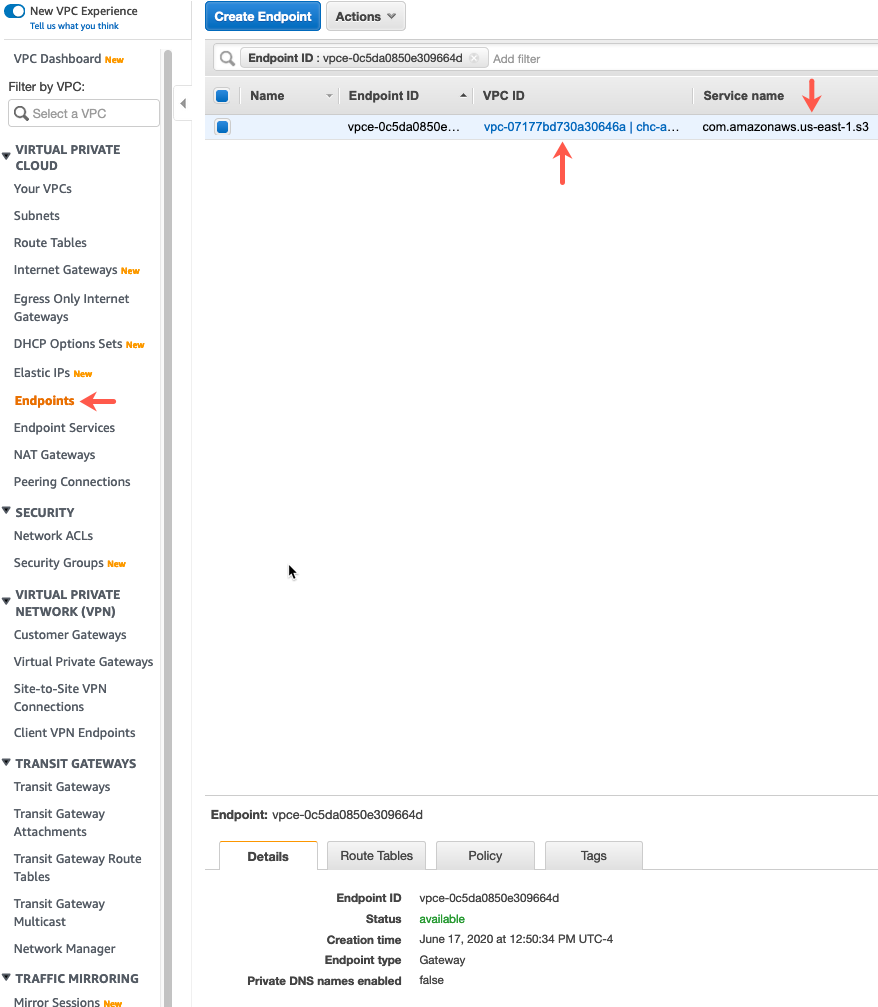 New VPC Experience
Tell us what you think
VPC Dashboard New
Filter by VPC:
Select a VPC
VIRTUAL PRIVATE
CLOUD
Your VPCs
Subnets
Route Tables
Internet Gateways New
Egress Only Internet
Gateways
DHCP Options Sets New
Elastic IPs New
Endpoints
Endpoint Services
NAT Gateways
Peering Connections
SECURITY
Network ACLs
Security Groups New
VIRTUAL PRIVATE
NETWORK (VPN)
Customer Gateways
Virtual Private Gateways
Site-to-Site VPN
Connections
Client VPN Endpoints
TRANSIT GATEWAYS
Transit Gateways
Transit Gateway
Attachments
Transit Gateway Route
Tables
Transit Gateway
Multicast
Network Manager
TRAFFIC MIRRORING
Mirror Sessions New
Create Endpoint Actions
Endpoint ID : vpce-0c5da0850e309664d Add filter
Name Endpoint ID VPC ID Service name
vpce-0c5da0850e... vpc-07177bd730a30646a | chc-a... com.amazonaws.us-east-1.s3
Endpoint: vpce-0c5da0850e309664d
Details Route Tables Policy Tags
Endpoint ID vpce-0c5da0850e309664d
Status available
Creation time June 17, 2020 at 12:50:34 PM UTC-4
Endpoint type Gateway
Private DNS names enabled false